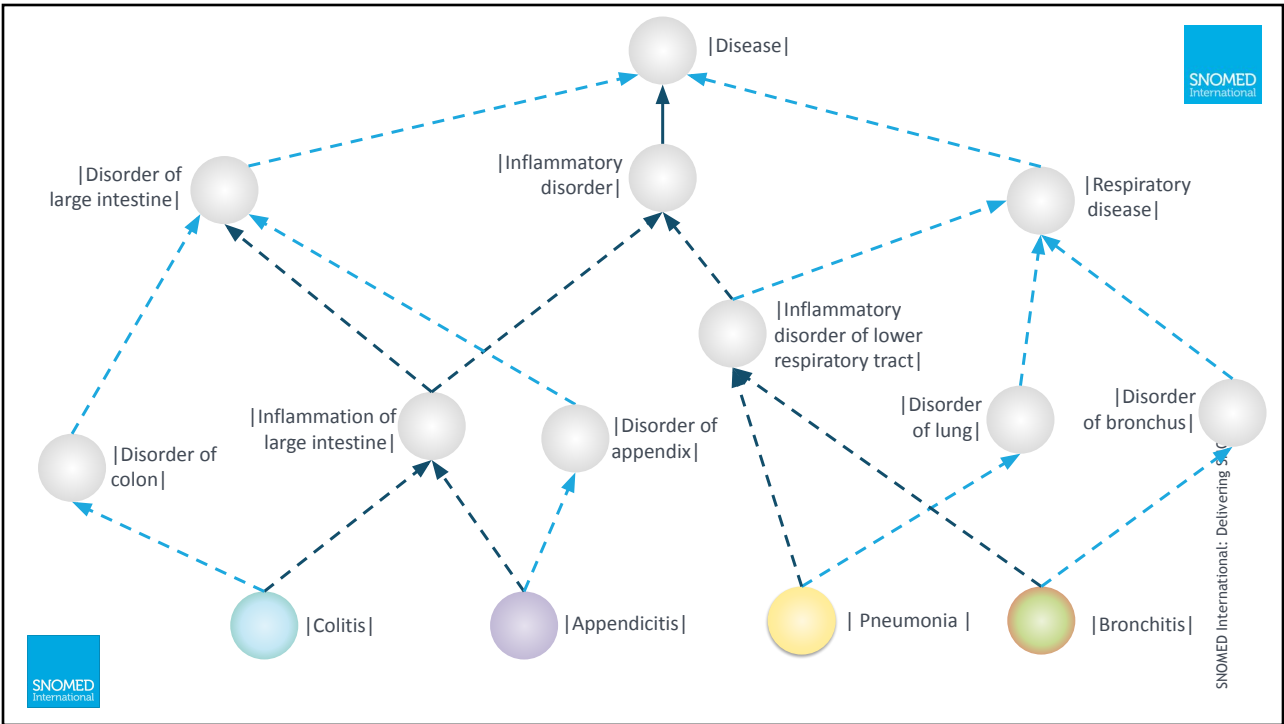 |Disease|
SNOMED
International
|Disorder of
large intestine|
|Inflammatory
disorder|
|Respiratory
disease|
|Inflammatory
disorder of lower
respiratory tract|
|Disorder of
colon|
|Inflammation of
large intestine|
|Disorder of
appendix|
|Disorder
of lung|
|Disorder
of bronchus|
SNOMED International: Delivering
|Colitis|
|Appendicitis|
| Pneumonia |
|Bronchitis|
SNOMED
International